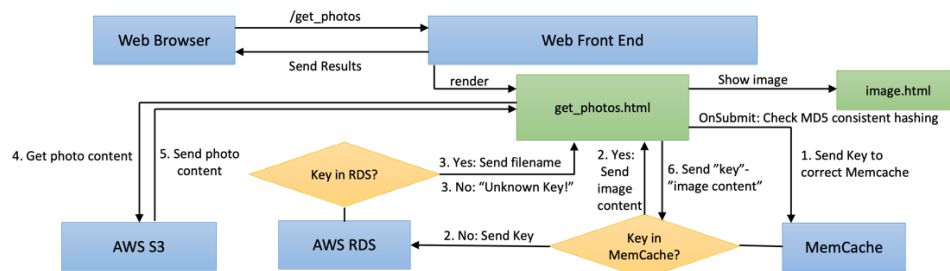 /get_photos
Web Browser
Web Front End
Send Results
render
Show image
get_photos.html
image.html
OnSubmit: Check MD5 consistent hashing
4. Get photo content
5. Send photo
content
Key in RDS?
3. Yes: Send filename
3. No: “Unknown Key!”
2. Yes:
Send
image
content
6. Send ”key”-
”image content”
1. Send Key to
correct Memcache
AWS S3
AWS RDS
2. No: Send Key
Key in
MemCache?
MemCache